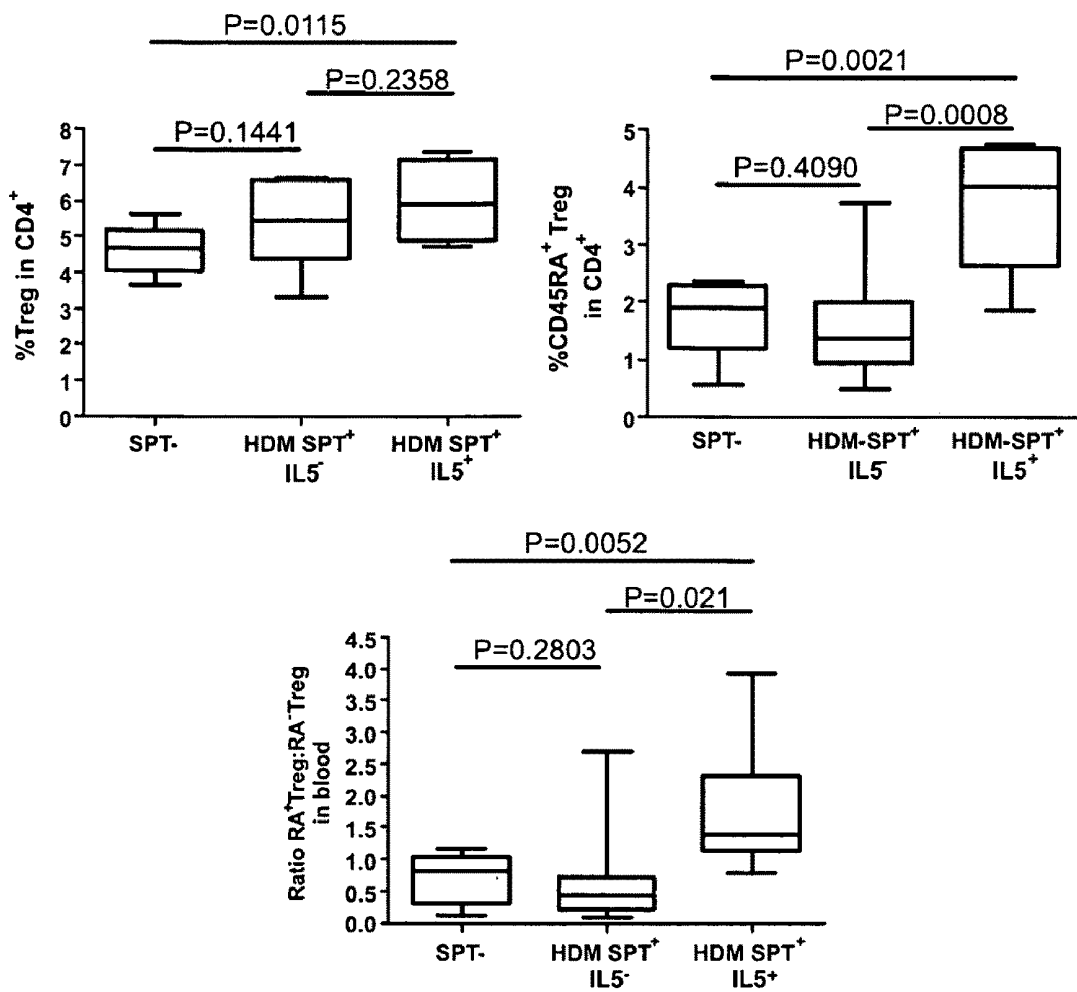 P=0.0115
P=0.2358
P=0.1441
8
7
6
5
4
3
2
1
0
%Treg in CD4⁺
SPT-
HDM SPT⁺
IL5⁻
HDM SPT⁺
IL5⁺
P=0.0021
P=0.0008
P=0.4090
5
4
3
2
1
0
%CD45RA⁺ Treg
in CD4⁺
SPT-
HDM-SPT⁺
IL5⁻
HDM-SPT⁺
IL5⁺
P=0.0052
P=0.021
P=0.2803
4.5
4.0
3.5
3.0
2.5
2.0
1.5
1.0
0.5
0.0
Ratio RA⁺Treg:RA⁻Treg
in blood
SPT-
HDM SPT⁺
IL5⁻
HDM SPT⁺
IL5+